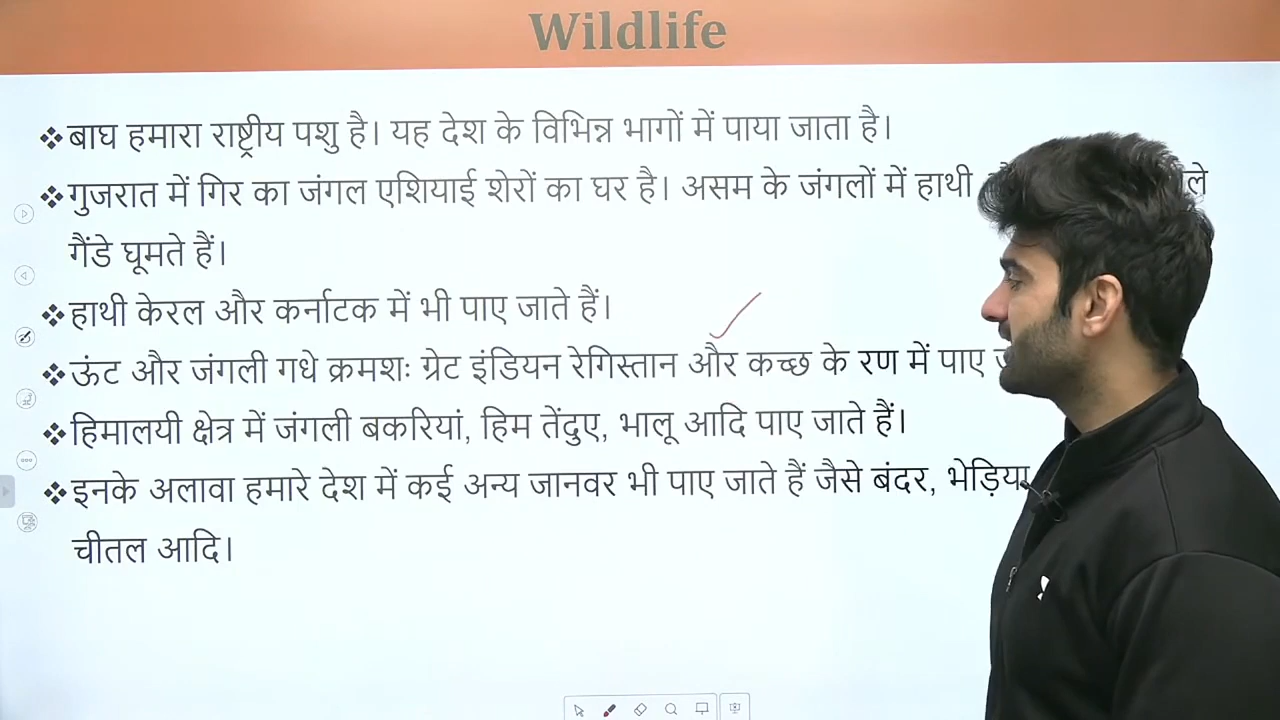 Wildlife
❖बाघ हमारा राष्ट्रीय पशु है। यह देश के विभिन्न भागों में पाया जाता है।
❖गुजरात में गिर का जंगल एशियाई शेरों का घर है। असम के जंगलों में हाथी
गैंडे घूमते हैं।
❖हाथी केरल और कर्नाटक में भी पाए जाते हैं।
❖ऊंट और जंगली गधे क्रमशः ग्रेट इंडियन रेगिस्तान और कच्छ के रण में पाए
❖हिमालयी क्षेत्र में जंगली बकरियां, हिम तेंदुए, भालू आदि पाए जाते हैं।
❖इनके अलावा हमारे देश में कई अन्य जानवर भी पाए जाते हैं जैसे बंदर,
चीतल आदि।